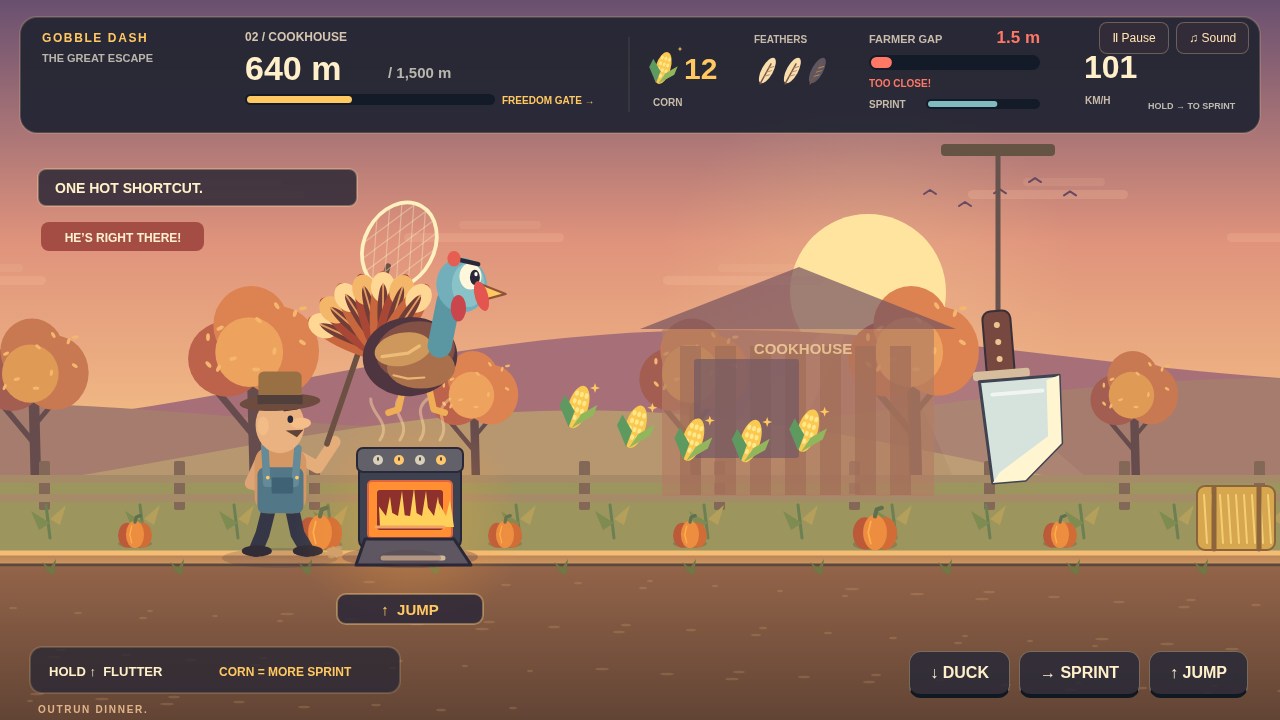 GOBBLE DASH
THE GREAT ESCAPE
02 / COOKHOUSE
640 m / 1,500 m
FREEDOM GATE →
12
CORN
FEATHERS
FARMER GAP 1.5 m
TOO CLOSE!
SPRINT
101
KM/H
HOLD → TO SPRINT
II Pause
♫ Sound
ONE HOT SHORTCUT.
HE'S RIGHT THERE!
COOKHOUSE
↑ JUMP
HOLD ↑ FLUTTER
CORN = MORE SPRINT
↓ DUCK
→ SPRINT
↑ JUMP
OUTRUN DINNER.